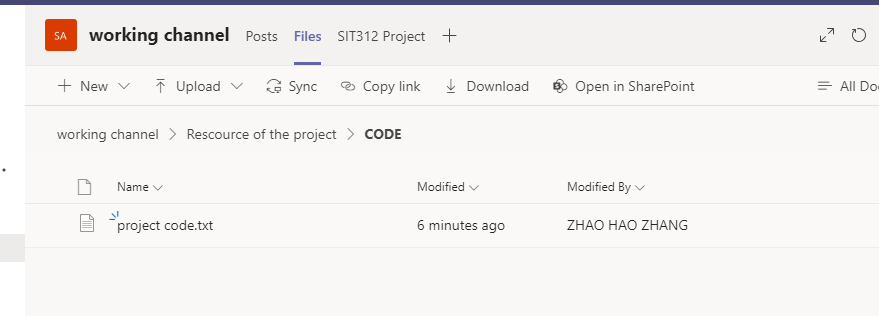 SA working channel Posts Files SIT312 Project
New Upload Sync Copy link Download Open in SharePoint All Do
working channel > Rescource of the project > CODE
Name Modified Modified By
project code.txt 6 minutes ago ZHAO HAO ZHANG